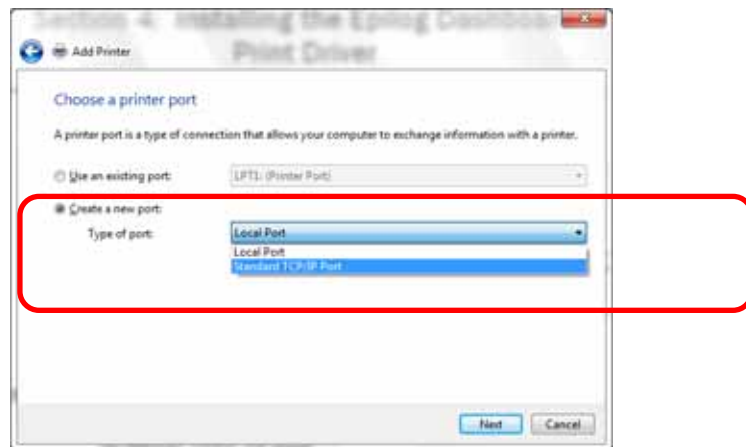 Section 4: Installing the Epilog Dashboard
Print Driver
Add Printer
Choose a printer port
A printer port is a type of connection that allows your computer to exchange information with a printer.
Use an existing port:
LPT1: (Printer Port)
Create a new port:
Type of port:
Local Port
Local Port
Standard TCP/IP Port
Next
Cancel